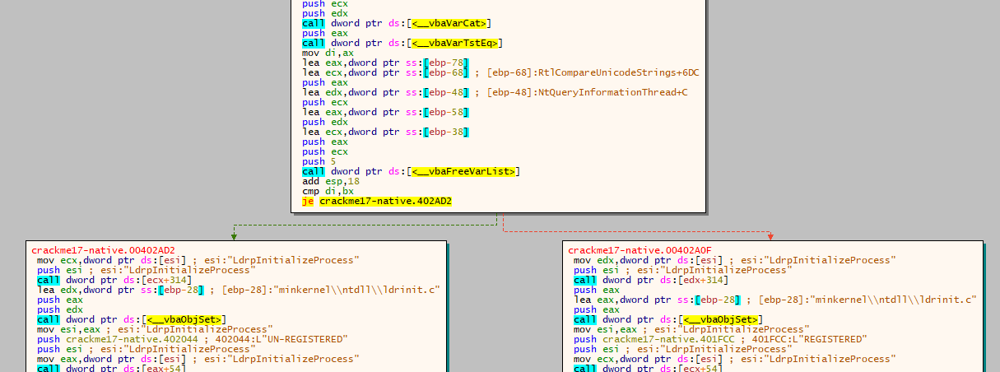 push ecx
push edx
call dword ptr ds:[<__vbaVarCat>]
push eax
call dword ptr ds:[<__vbaVarTstEq>]
mov di,ax
lea eax,dword ptr ss:[ebp-78]
lea ecx,dword ptr ss:[ebp-68] ; [ebp-68]:RtlCompareUnicodeStrings+6DC
push eax
lea edx,dword ptr ss:[ebp-48] ; [ebp-48]:NtQueryInformationThread+C
push ecx
lea eax,dword ptr ss:[ebp-58]
push edx
lea ecx,dword ptr ss:[ebp-38]
push eax
push ecx
push 5
call dword ptr ds:[<__vbaFreeVarList>]
add esp,18
cmp di,bx
je crackme17-native.402AD2
crackme17-native.00402AD2
mov ecx,dword ptr ds:[esi] ; esi:"LdrpInitializeProcess"
push esi ; esi:"LdrpInitializeProcess"
call dword ptr ds:[ecx+314]
lea edx,dword ptr ss:[ebp-28] ; [ebp-28]:"minkernel\\ntdll\\ldrinit.c"
push eax
push edx
call dword ptr ds:[<__vbaObjSet>]
mov esi,eax ; esi:"LdrpInitializeProcess"
push crackme17-native.402044 ; 402044:L"UN-REGISTERED"
push esi ; esi:"LdrpInitializeProcess"
mov eax,dword ptr ds:[esi] ; esi:"LdrpInitializeProcess"
call dword ptr ds:[eax+54]
crackme17-native.00402A0F
mov edx,dword ptr ds:[esi] ; esi:"LdrpInitializeProcess"
push esi ; esi:"LdrpInitializeProcess"
call dword ptr ds:[edx+314]
push eax
lea eax,dword ptr ss:[ebp-28] ; [ebp-28]:"minkernel\\ntdll\\ldrinit.c"
push eax
call dword ptr ds:[<__vbaObjSet>]
mov esi,eax ; esi:"LdrpInitializeProcess"
push crackme17-native.401FCC ; 401FCC:L"REGISTERED"
push esi ; esi:"LdrpInitializeProcess"
mov ecx,dword ptr ds:[esi] ; esi:"LdrpInitializeProcess"
call dword ptr ds:[ecx+54]